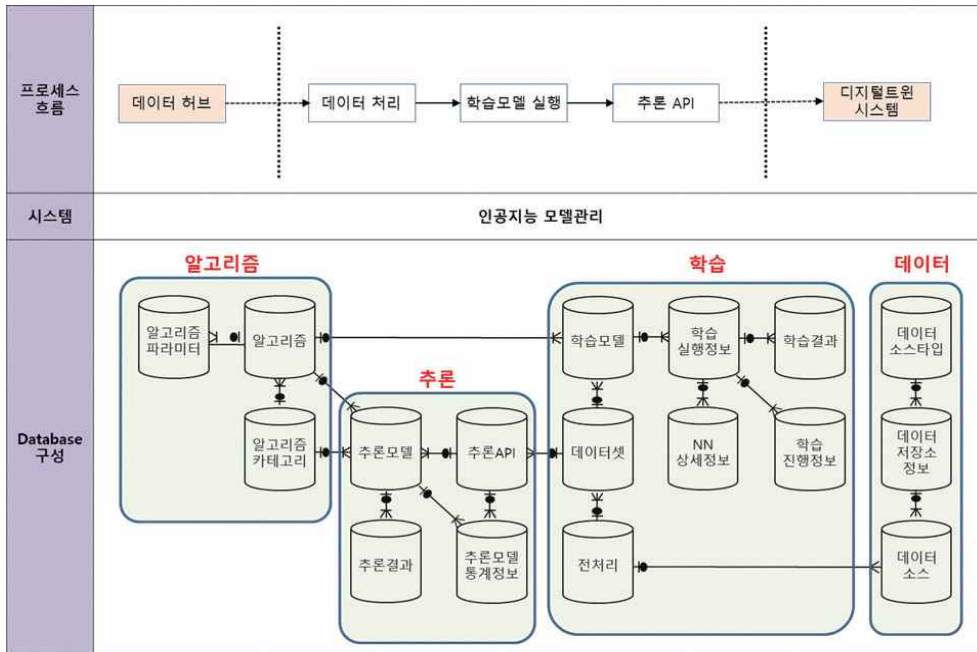 프로세스
흐름
데이터 허브
데이터 처리
학습모델 실행
추론 API
디지털트윈
시스템
시스템
인공지능 모델관리
Database
구성
알고리즘
알고리즘
파라미터
알고리즘
알고리즘
카테고리
추론
추론모델
추론API
추론결과
추론모델
통계정보
학습
학습모델
학습
실행정보
학습결과
데이터셋
NN
상세정보
학습
진행정보
전처리
데이터
데이터
소스타입
데이터
저장소
정보
데이터
소스